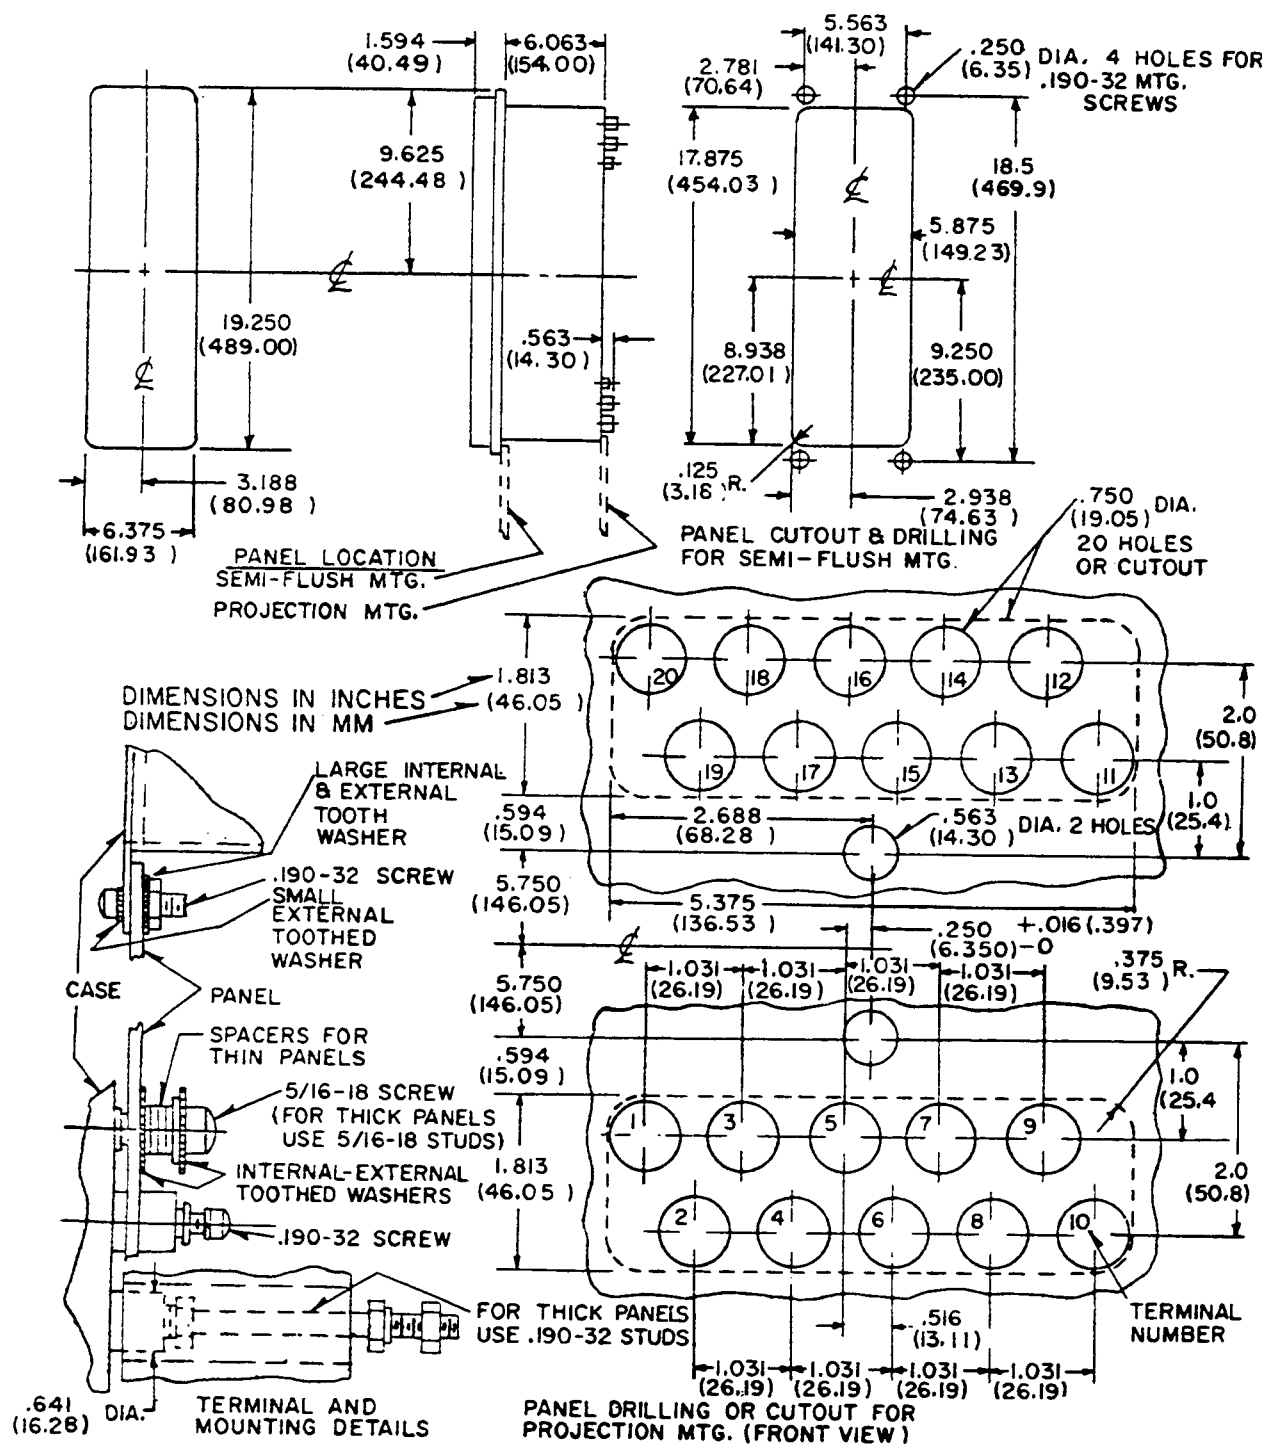 1.594
(40.49)
6.063
(154.00)
5.563
(141.30)
2.781
(70.64)
.250
(6.35)
DIA. 4 HOLES FOR
.190-32 MTG.
SCREWS
9.625
(244.48 )
17.875
(454.03 )
18.5
(469.9)
5.875
(149.23)
19.250
(489.00)
.563
(14.30 )
8.938
(227.01 )
9.250
(235.00)
3.188
(80.98 )
6.375
(161.93 )
.125
(3.18 ) R.
2.938
(74.63 )
.750
(19.05) DIA.
20 HOLES
OR CUTOUT
PANEL LOCATION
SEMI-FLUSH MTG.
PROJECTION MTG.
PANEL CUTOUT & DRILLING
FOR SEMI-FLUSH MTG.
DIMENSIONS IN INCHES
DIMENSIONS IN MM
1.813
(46.05 )
20 18 16 14 12
19 17 15 13 11
2.0
(50.8)
1.0
(25.4)
LARGE INTERNAL
& EXTERNAL
TOOTH
WASHER
.594
(15.09 )
2.688
(68.28 )
.563
(14.30 ) DIA. 2 HOLES
.190-32 SCREW
SMALL
EXTERNAL
TOOTHED
WASHER
5.750
(146.05)
5.375
(136.53 )
.250 +.016 (.397)
(6.350) -0
CASE
PANEL
5.750
(146.05)
1.031
(26.19)
1.031
(26.19)
1.031
(26.19)
1.031
(26.19)
.375
(9.53 ) R.
SPACERS FOR
THIN PANELS
.594
(15.09 )
5/16-18 SCREW
(FOR THICK PANELS
USE 5/16-18 STUDS)
1.0
(25.4
1 3 5 7 9
INTERNAL-EXTERNAL
TOOTHED WASHERS
1.813
(46.05 )
2.0
(50.8)
2 4 6 8 10
.190-32 SCREW
FOR THICK PANELS
USE .190-32 STUDS
.516
(13.11)
TERMINAL
NUMBER
1.031
(26.19)
1.031
(26.19)
1.031
(26.19)
1.031
(26.19)
.641
(16.28) DIA.
TERMINAL AND
MOUNTING DETAILS
PANEL DRILLING OR CUTOUT FOR
PROJECTION MTG. (FRONT VIEW)